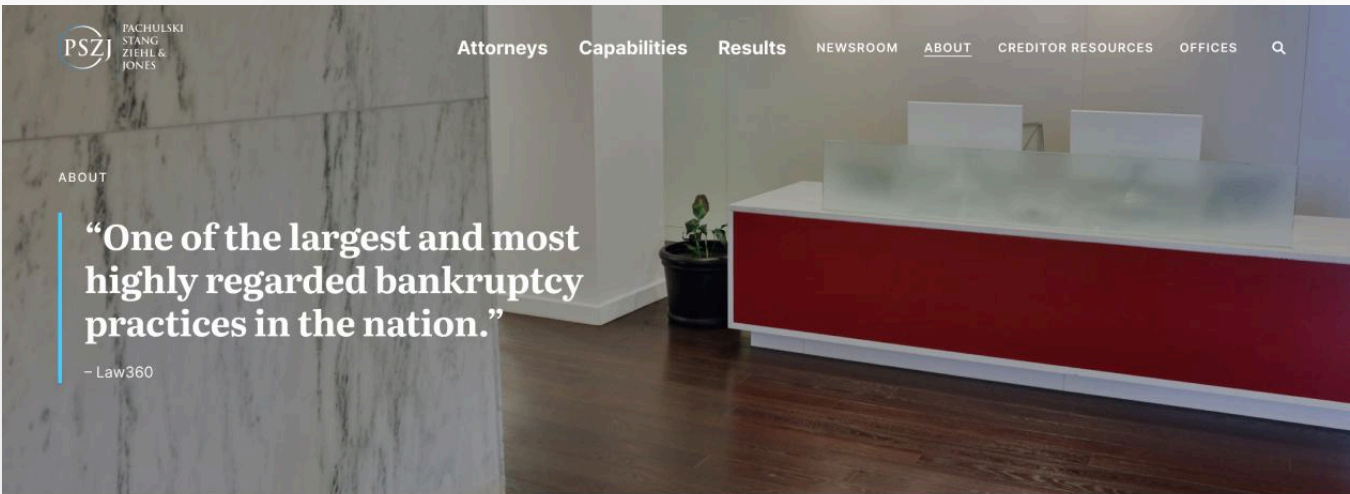 PSZJ
PACHULSKI
STANG
ZIEHL &
JONES
Attorneys Capabilities Results NEWSROOM ABOUT CREDITOR RESOURCES OFFICES
ABOUT
“One of the largest and most
highly regarded bankruptcy
practices in the nation.”
– Law360